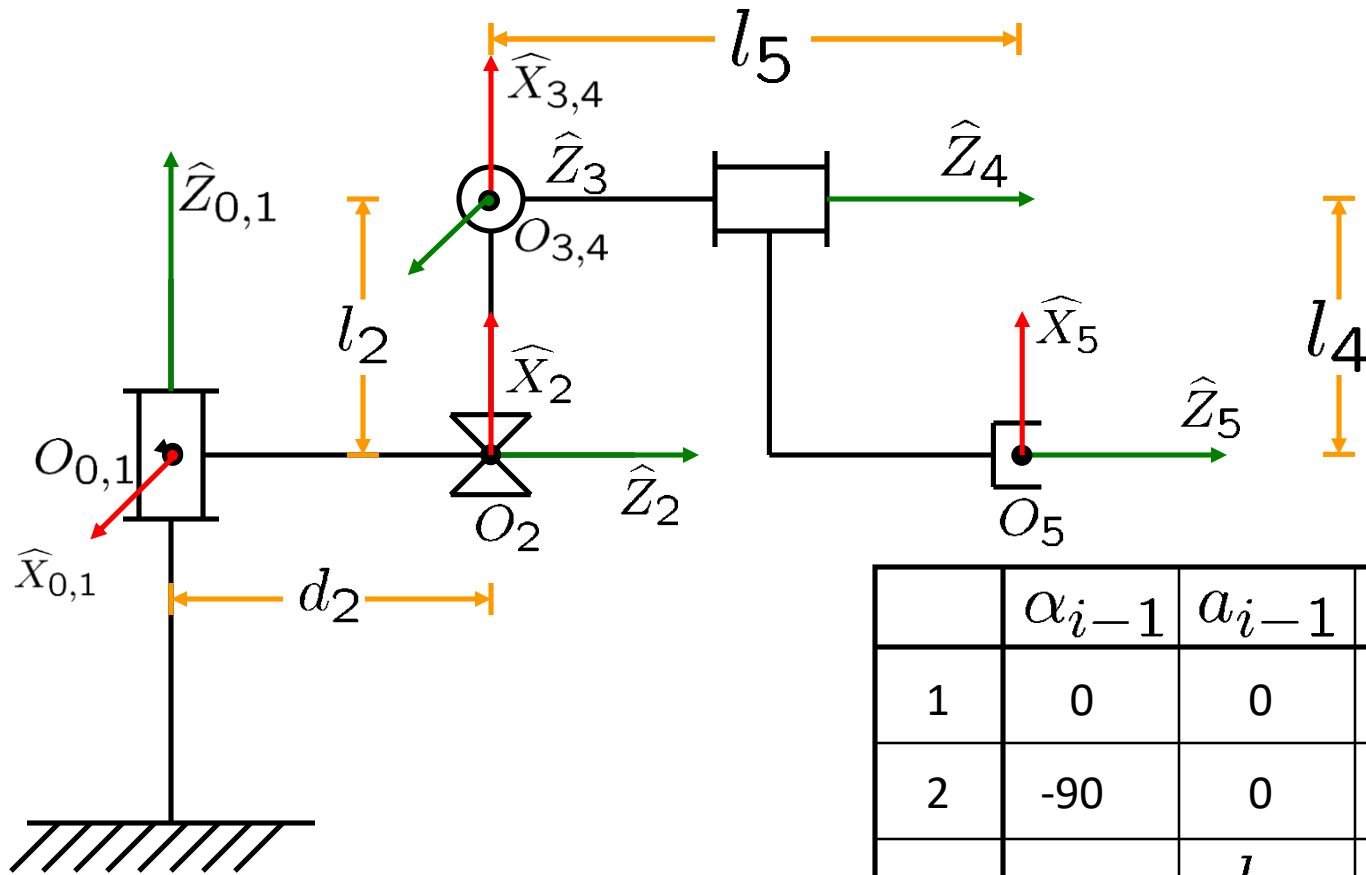 l₅
X̂₃,₄
Ẑ₃
Ẑ₄
Ẑ₀,₁
O₃,₄
l₂
X̂₅
l₄
X̂₂
Ẑ₅
O₀,₁
Ẑ₂
O₂
O₅
X̂₀,₁
d₂
αᵢ₋₁ aᵢ₋₁
1 0 0
2 -90 0